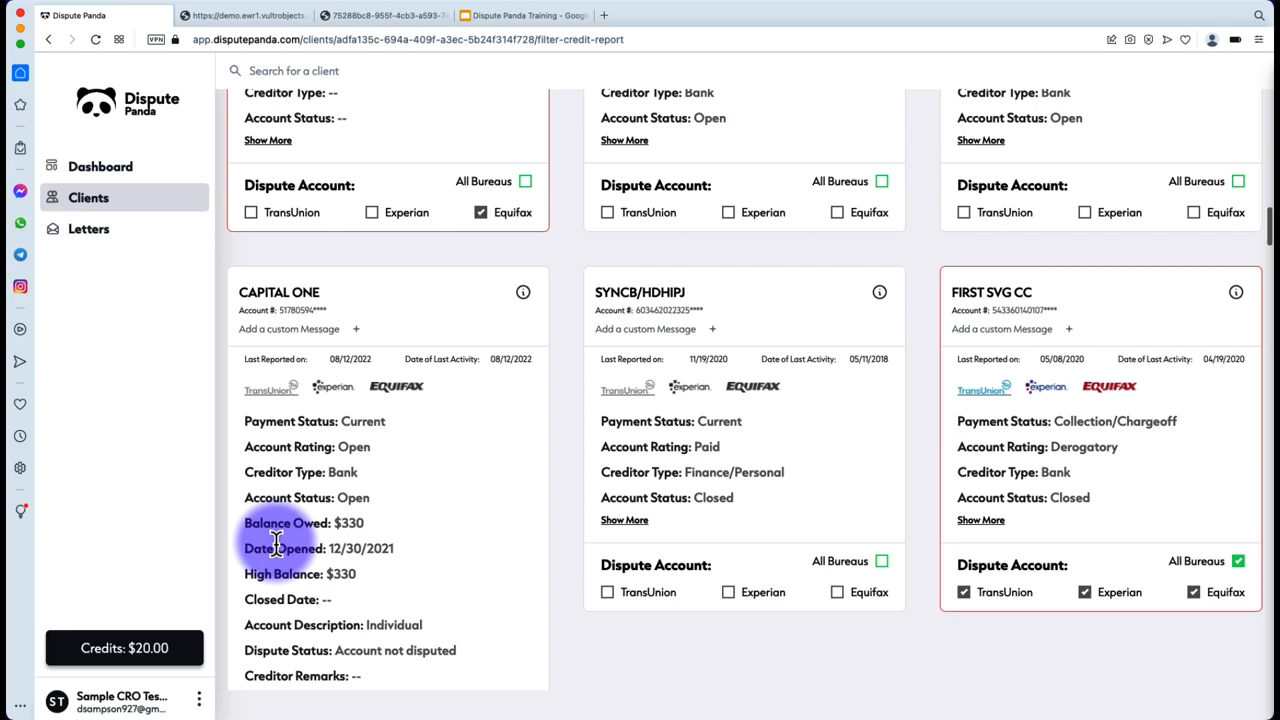 Dispute Panda
https://demo.ewr1.vultrobjects.
75288bc8-955f-4cb3-a593-7
Dispute Panda Training - Goog
VPN
app.disputepanda.com/clients/adfa135c-694a-409f-a3ec-5b24f314f728/filter-credit-report
Dispute
Panda
Search for a client
Dashboard
Clients
Letters
Credits: $20.00
ST
Sample CRO Tes...
dsampson927@gm...
Creditor Type: --
Account Status: --
Show More
Dispute Account:
All Bureaus
TransUnion
Experian
Equifax
Creditor Type: Bank
Account Status: Open
Show More
Dispute Account:
All Bureaus
TransUnion
Experian
Equifax
Creditor Type: Bank
Account Status: Open
Show More
Dispute Account:
All Bureaus
TransUnion
Experian
Equifax
CAPITAL ONE
Account #: 51780594****
Add a custom Message +
Last Reported on: 08/12/2022 Date of Last Activity: 08/12/2022
TransUnion experian. EQUIFAX
Payment Status: Current
Account Rating: Open
Creditor Type: Bank
Account Status: Open
Balance Owed: $330
Date Opened: 12/30/2021
High Balance: $330
Closed Date: --
Account Description: Individual
Dispute Status: Account not disputed
Creditor Remarks: --
SYNCB/HDHIPJ
Account #: 603462022325****
Add a custom Message +
Last Reported on: 11/19/2020 Date of Last Activity: 05/11/2018
TransUnion experian. EQUIFAX
Payment Status: Current
Account Rating: Paid
Creditor Type: Finance/Personal
Account Status: Closed
Show More
Dispute Account:
All Bureaus
TransUnion
Experian
Equifax
FIRST SVG CC
Account #: 543360140107****
Add a custom Message +
Last Reported on: 05/08/2020 Date of Last Activity: 04/19/2020
TransUnion experian. EQUIFAX
Payment Status: Collection/Chargeoff
Account Rating: Derogatory
Creditor Type: Bank
Account Status: Closed
Show More
Dispute Account:
All Bureaus
TransUnion
Experian
Equifax